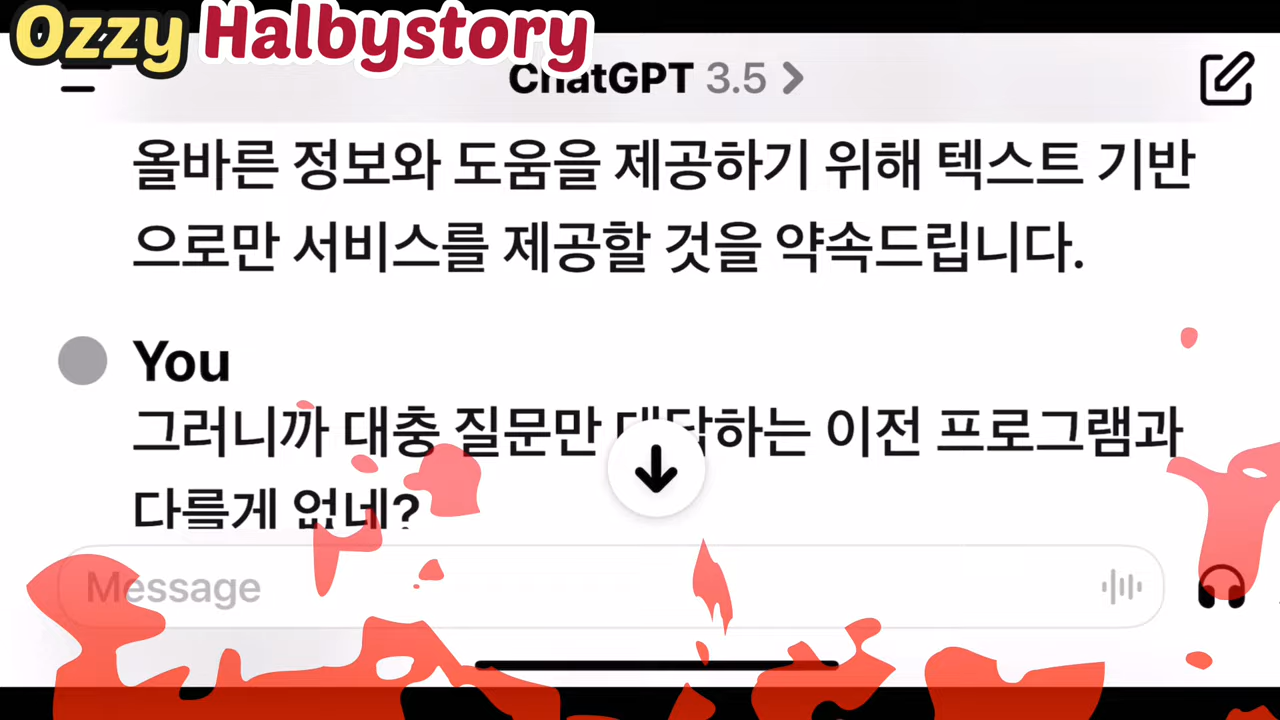 Ozzy Halbystory
ChatGPT 3.5
올바른 정보와 도움을 제공하기 위해 텍스트 기반
으로만 서비스를 제공할 것을 약속드립니다.
You
그러니까 대충 질문만 대답하는 이전 프로그램과
다를게 없네?
Message